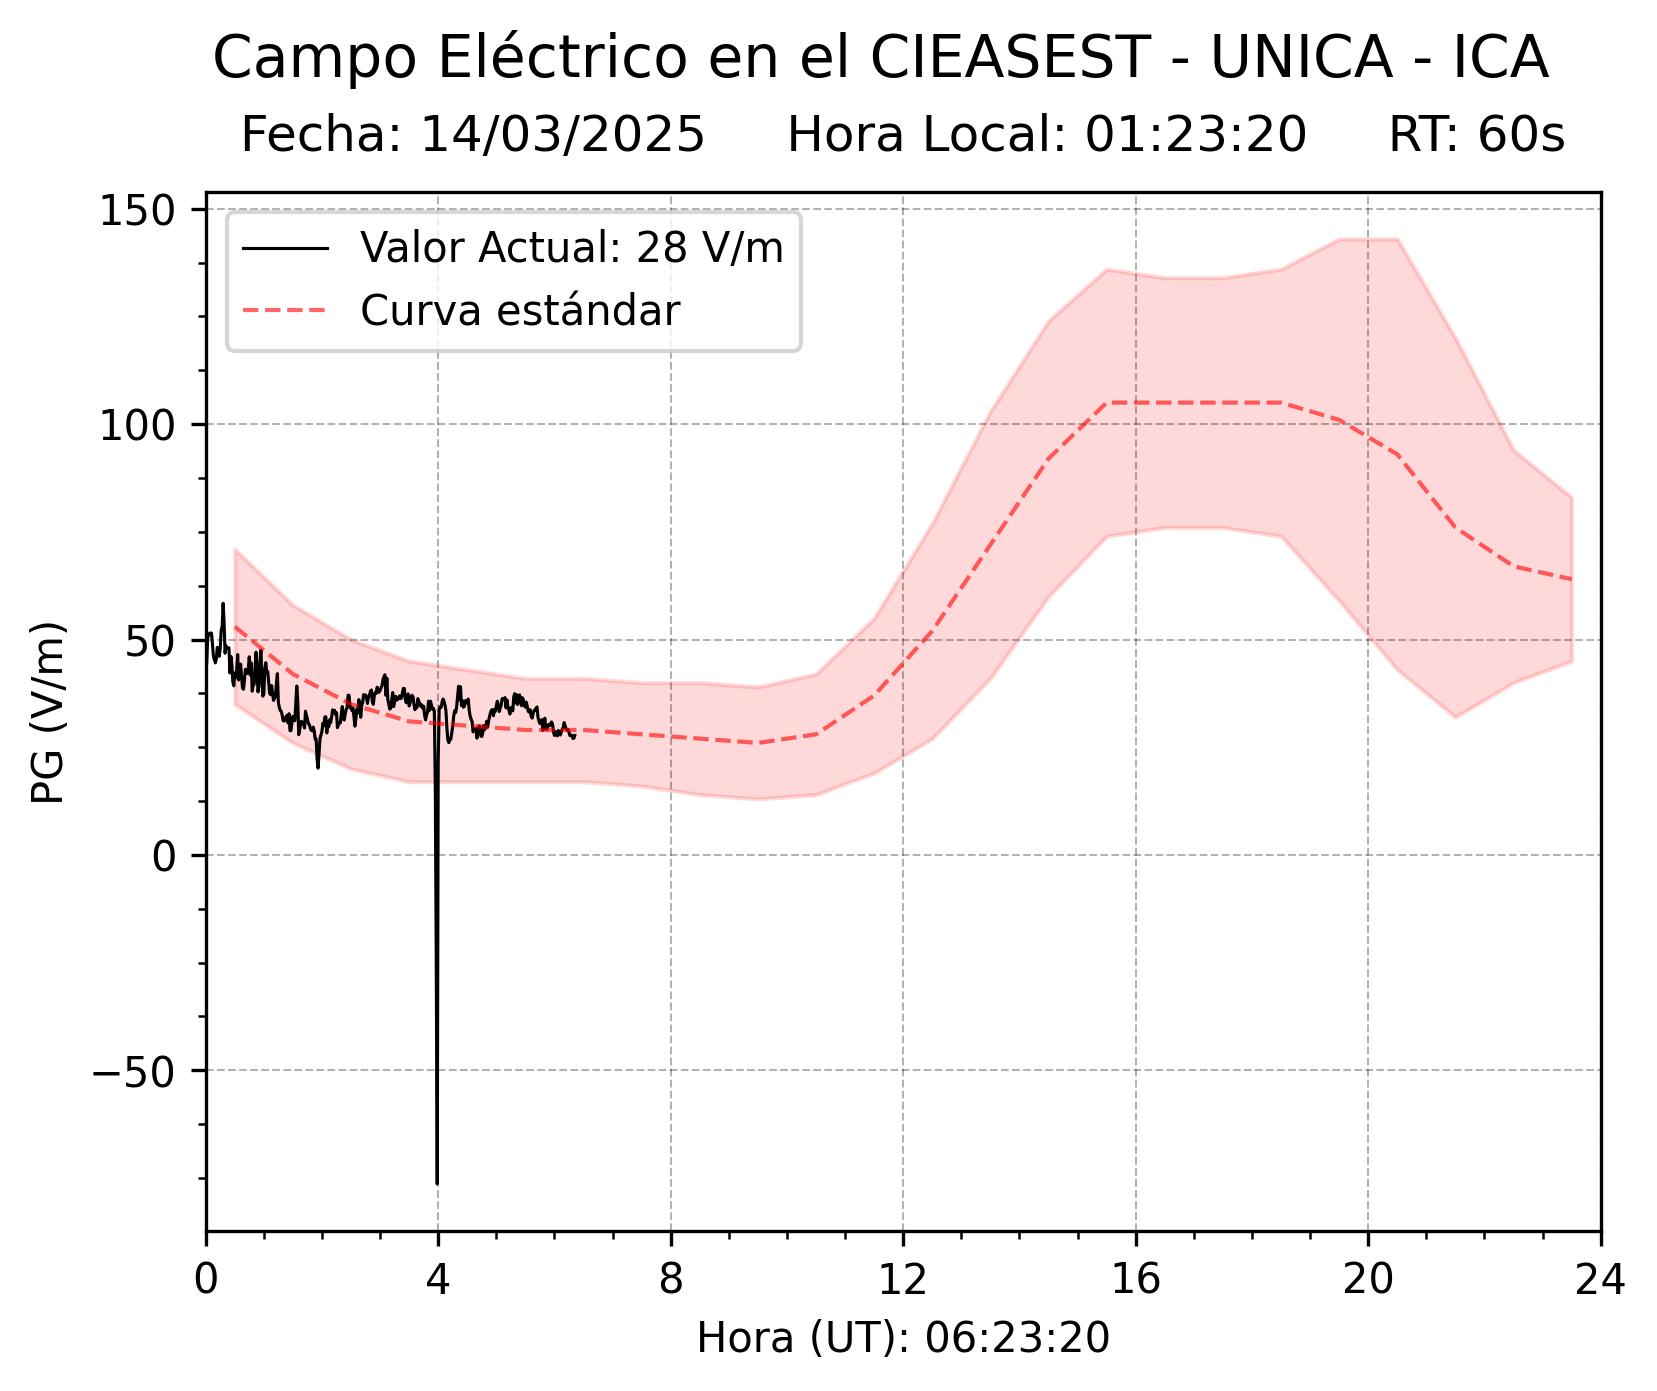 Campo Eléctrico en el CIEASEST - UNICA - ICA
Fecha: 14/03/2025 Hora Local: 01:23:20 RT: 60s
Valor Actual: 28 V/m
Curva estándar
PG (V/m)
150
100
50
0
−50
0 4 8 12 16 20 24
Hora (UT): 06:23:20